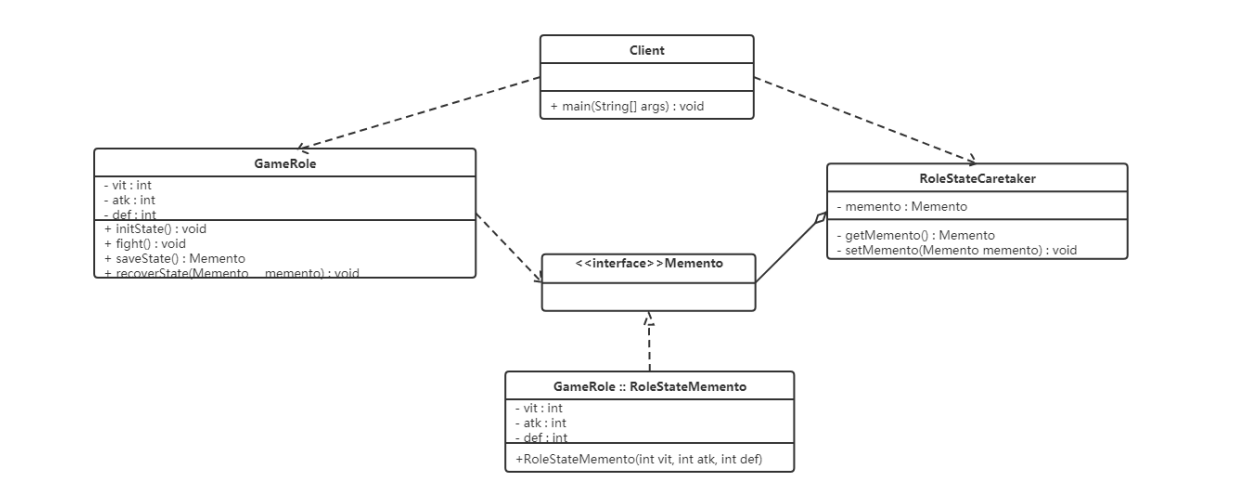 Client
+ main(String[] args) : void
GameRole
- vit : int
- atk : int
- def : int
+ initState() : void
+ fight() : void
+ saveState() : Memento
+ recoverState(Memento memento) : void
RoleStateCaretaker
- memento : Memento
- getMemento() : Memento
- setMemento(Memento memento) : void
<<interface>>Memento
GameRole :: RoleStateMemento
- vit : int
- atk : int
- def : int
+RoleStateMemento(int vit, int atk, int def)